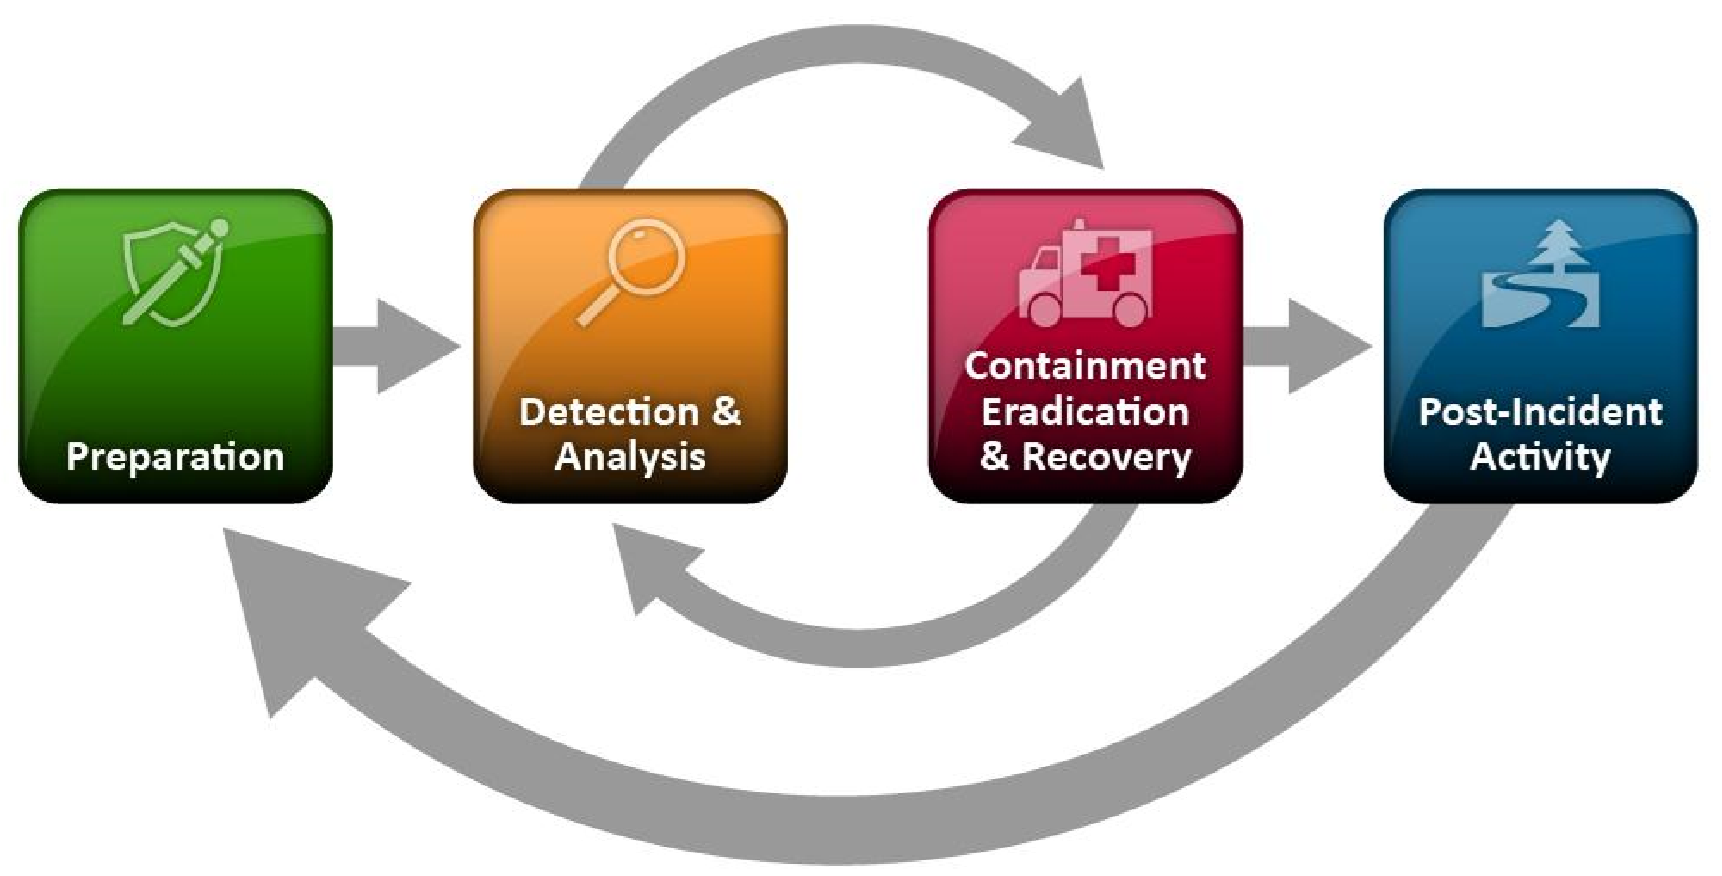 Preparation
Detection &
Analysis
Containment
Eradication
& Recovery
Post-Incident
Activity